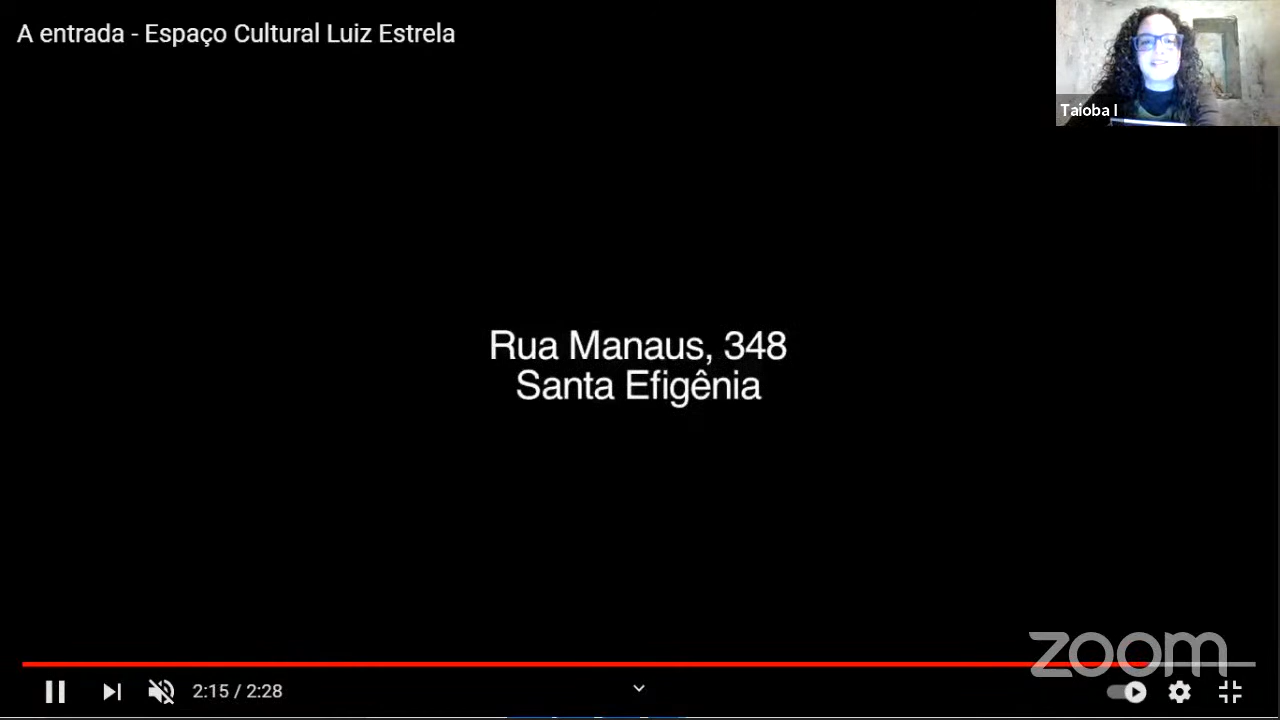 A entrada - Espaço Cultural Luiz Estrela
Taioba I
Rua Manaus, 348
Santa Efigênia
zoom
2:15 / 2:28